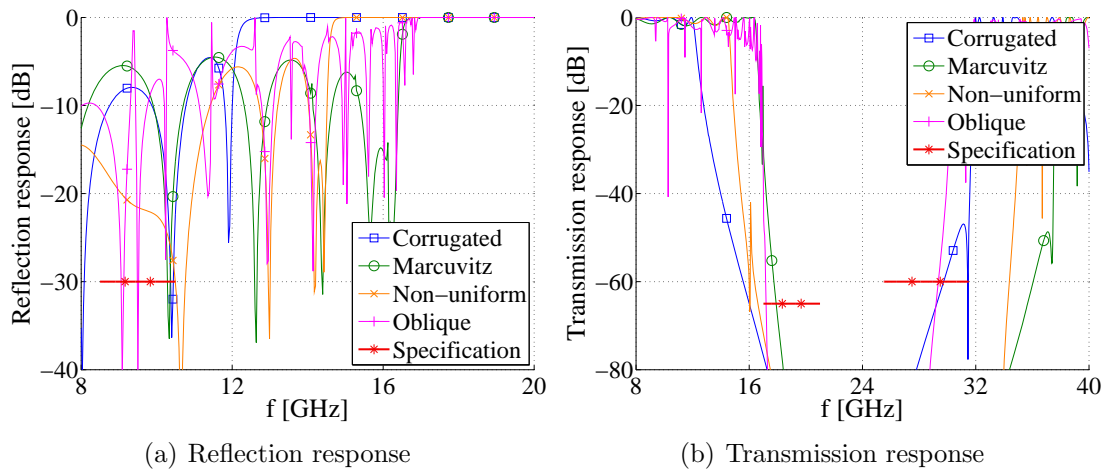 0
−10
−20
−30
−40
8
12
16
20
Reflection response [dB]
f [GHz]
Corrugated
Marcuvitz
Non−uniform
Oblique
Specification
(a) Reflection response
0
−20
−40
−60
−80
8
16
24
32
40
Transmission response [dB]
f [GHz]
Corrugated
Marcuvitz
Non−uniform
Oblique
Specification
(b) Transmission response